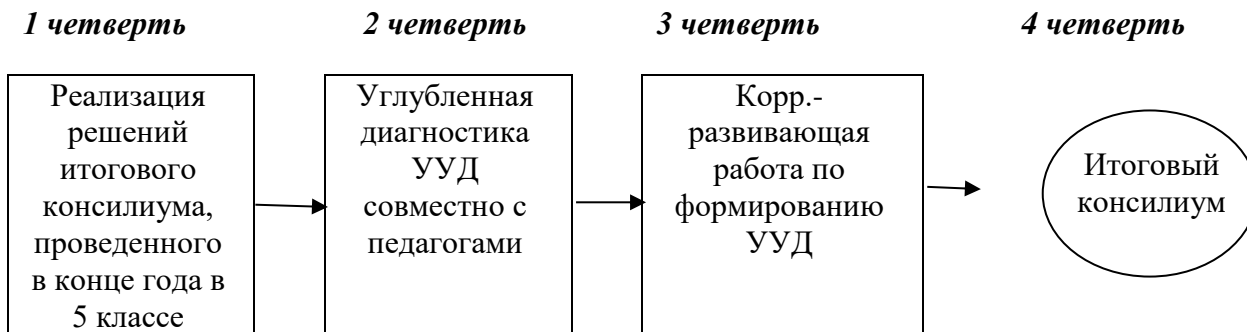 1 четверть
2 четверть
3 четверть
4 четверть
Реализация
решений
итогового
консилиума,
проведенного
в конце года в
5 классе
Углубленная
диагностика
УУД
совместно с
педагогами
Корр.-
развивающая
работа по
формированию
УУД
Итоговый
консилиум